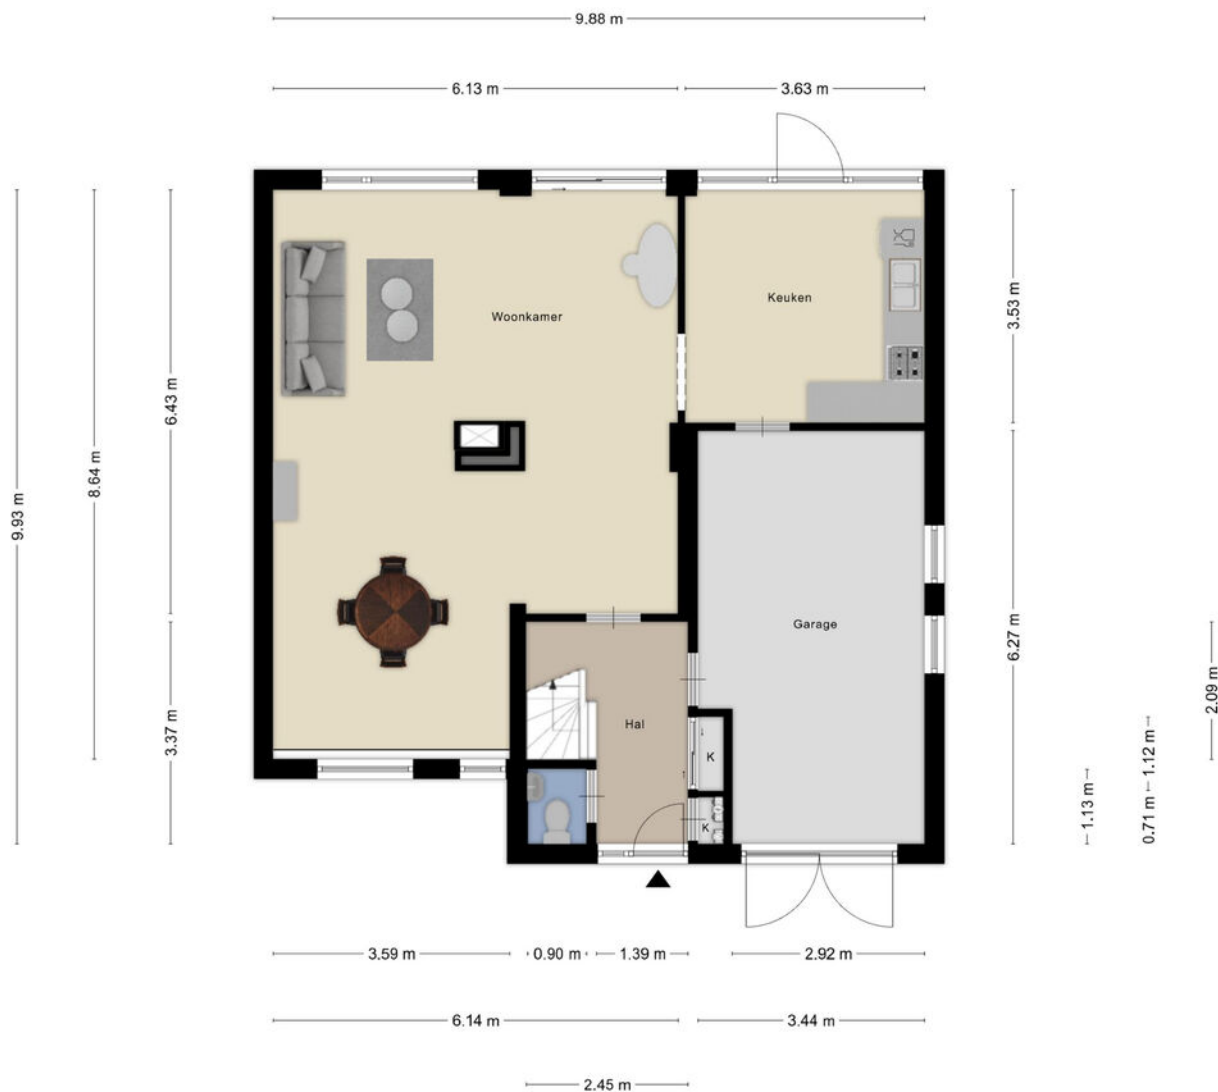 9.88 m
6.13 m
3.63 m
Woonkamer
Keuken
3.53 m
6.43 m
8.64 m
9.93 m
Garage
6.27 m
2.09 m
3.37 m
Hal
K
K
1.12 m
0.71 m
1.13 m
3.59 m
0.90 m
1.39 m
2.92 m
6.14 m
3.44 m
2.45 m